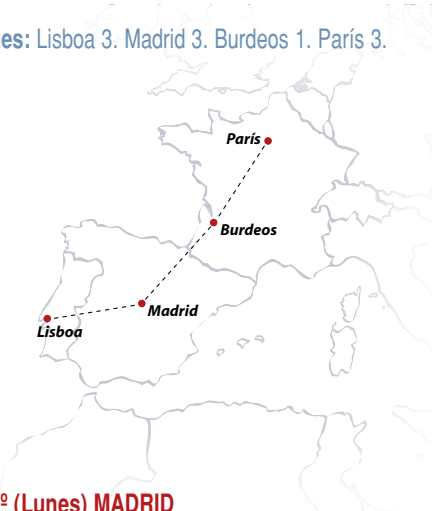 es: Lisboa 3. Madrid 3. Burdeos 1. París 3.
París
Burdeos
Madrid
Lisboa
º (Lunes) MADRID